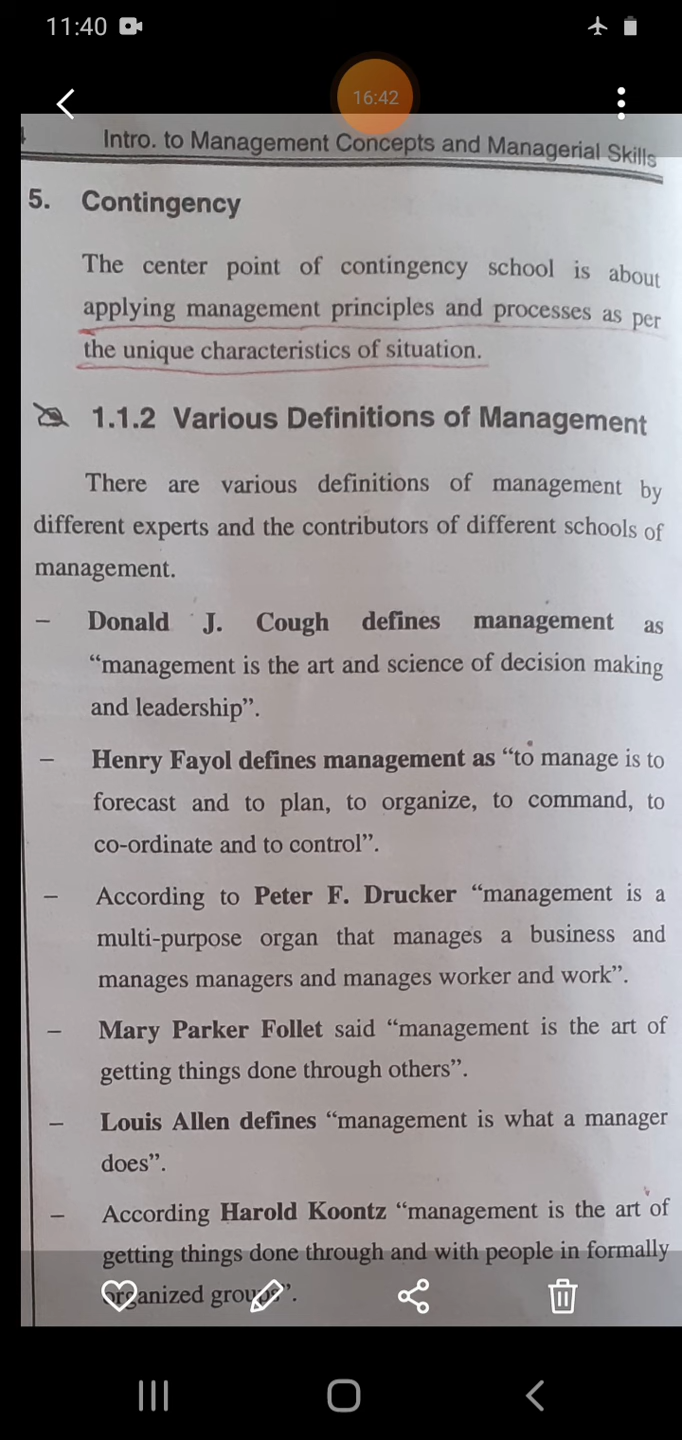 11:40
16:42
Intro. to Management Concepts and Managerial Skills
5. Contingency
The center point of contingency school is about
applying management principles and processes as per
the unique characteristics of situation.
1.1.2 Various Definitions of Management
There are various definitions of management by
different experts and the contributors of different schools of
management.
– Donald J. Cough defines management as
“management is the art and science of decision making
and leadership”.
– Henry Fayol defines management as “to manage is to
forecast and to plan, to organize, to command, to
co-ordinate and to control”.
– According to Peter F. Drucker “management is a
multi-purpose organ that manages a business and
manages managers and manages worker and work”.
– Mary Parker Follet said “management is the art of
getting things done through others”.
– Louis Allen defines “management is what a manager
does”.
– According Harold Koontz “management is the art of
getting things done through and with people in formally
organized groups”.